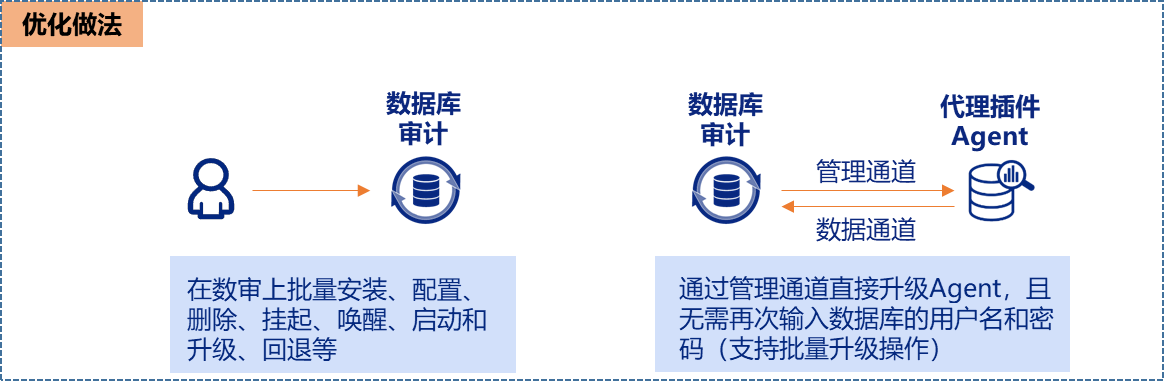 优化做法
数据库
审计
在数审上批量安装、配置、
删除、挂起、唤醒、启动和
升级、回退等
数据库
审计
代理插件
Agent
管理通道
数据通道
通过管理通道直接升级Agent，且
无需再次输入数据库的用户名和密
码（支持批量升级操作）